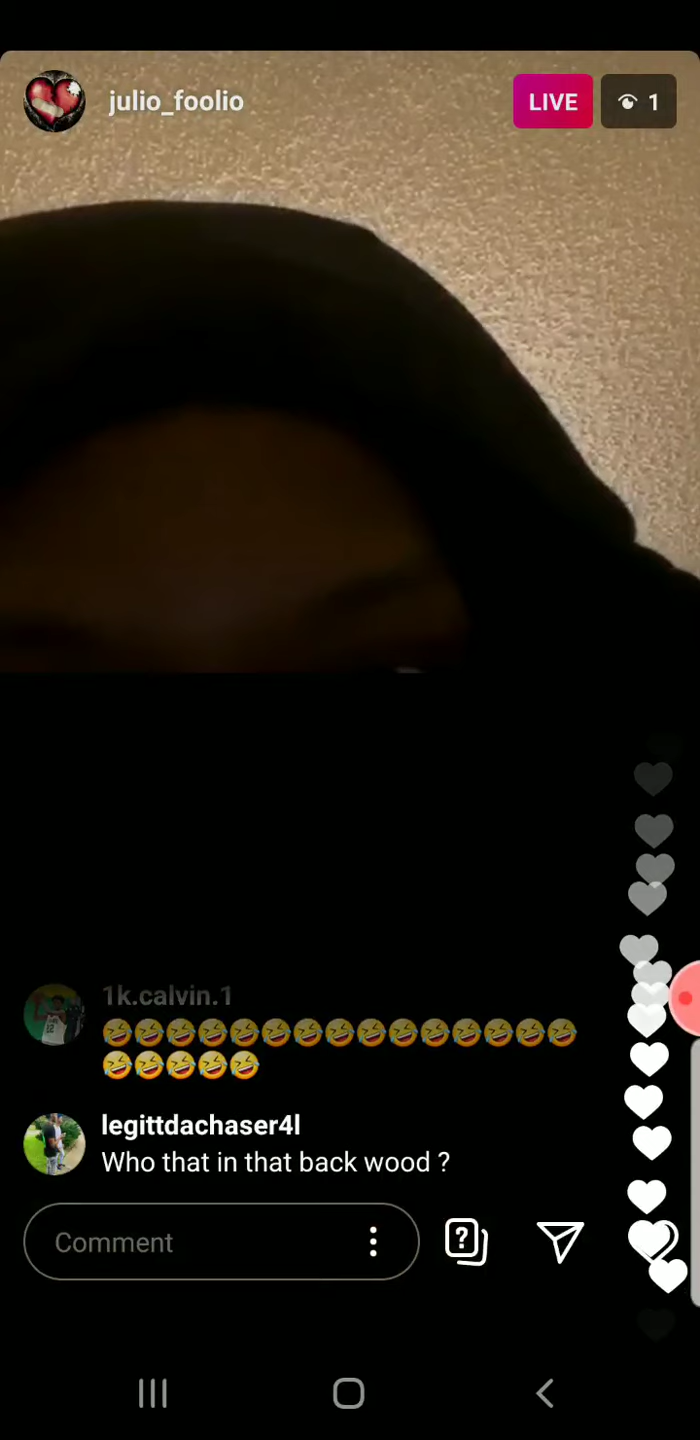 julio_foolio
LIVE
1
1k.calvin.1
🤣🤣🤣🤣🤣🤣🤣🤣🤣🤣🤣🤣🤣🤣🤣
🤣🤣🤣🤣🤣
legittdachaser4l
Who that in that back wood ?
Comment
?